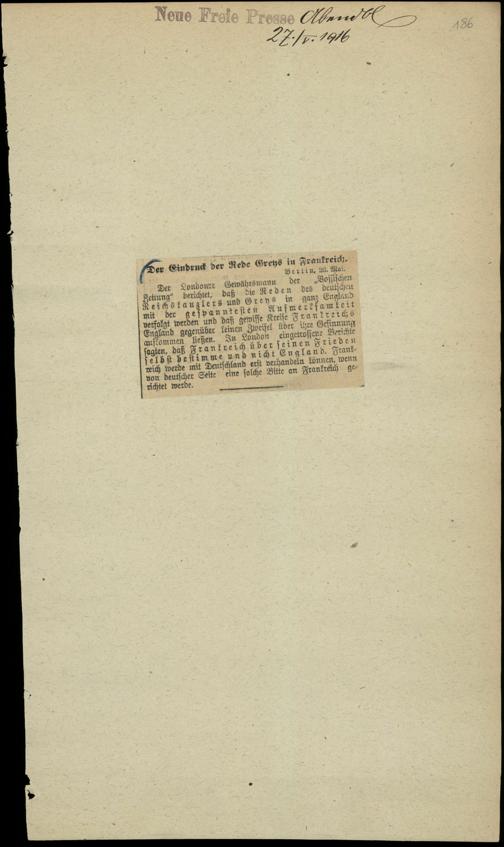 Neue Freie Presse Abendbl
27./V. 1916
186
Der Eindruck der Rede Greys in Frankreich.
Berlin, 26. Mai.
Der Londoner Gewährsmann der „Vossischen
Zeitung“ berichtet, daß die Reden des deutschen
Reichskanzlers und Greys in ganz England
mit der gespanntesten Aufmerksamkeit
verfolgt werden und daß gewisse Kreise Frankreichs
England gegenüber keinen Zweifel über ihre Gesinnung
aufkommen ließen. In London eingetroffene Berichte
sagten, daß Frankreich über seinen Frieden
selbst bestimme und nicht England. Frank-
reich werde mit Deutschland erst verhandeln können, wenn
von deutscher Seite eine solche Bitte an Frankreich ge-
richtet werde.